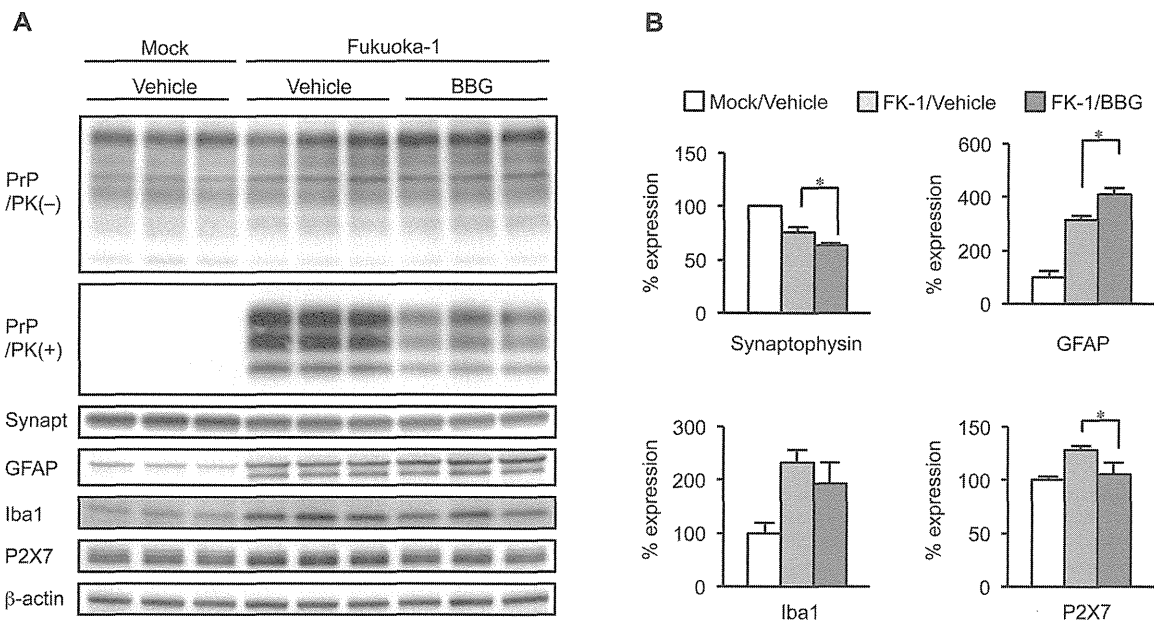 A
Mock
Fukuoka-1
Vehicle
Vehicle
BBG
PrP
/PK(–)
PrP
/PK(+)
Synapt
GFAP
Iba1
P2X7
β-actin
B
Mock/Vehicle
FK-1/Vehicle
FK-1/BBG
% expression
150
100
50
0
*
Synaptophysin
% expression
600
400
200
0
*
GFAP
% expression
300
200
100
0
Iba1
% expression
150
100
50
0
*
P2X7